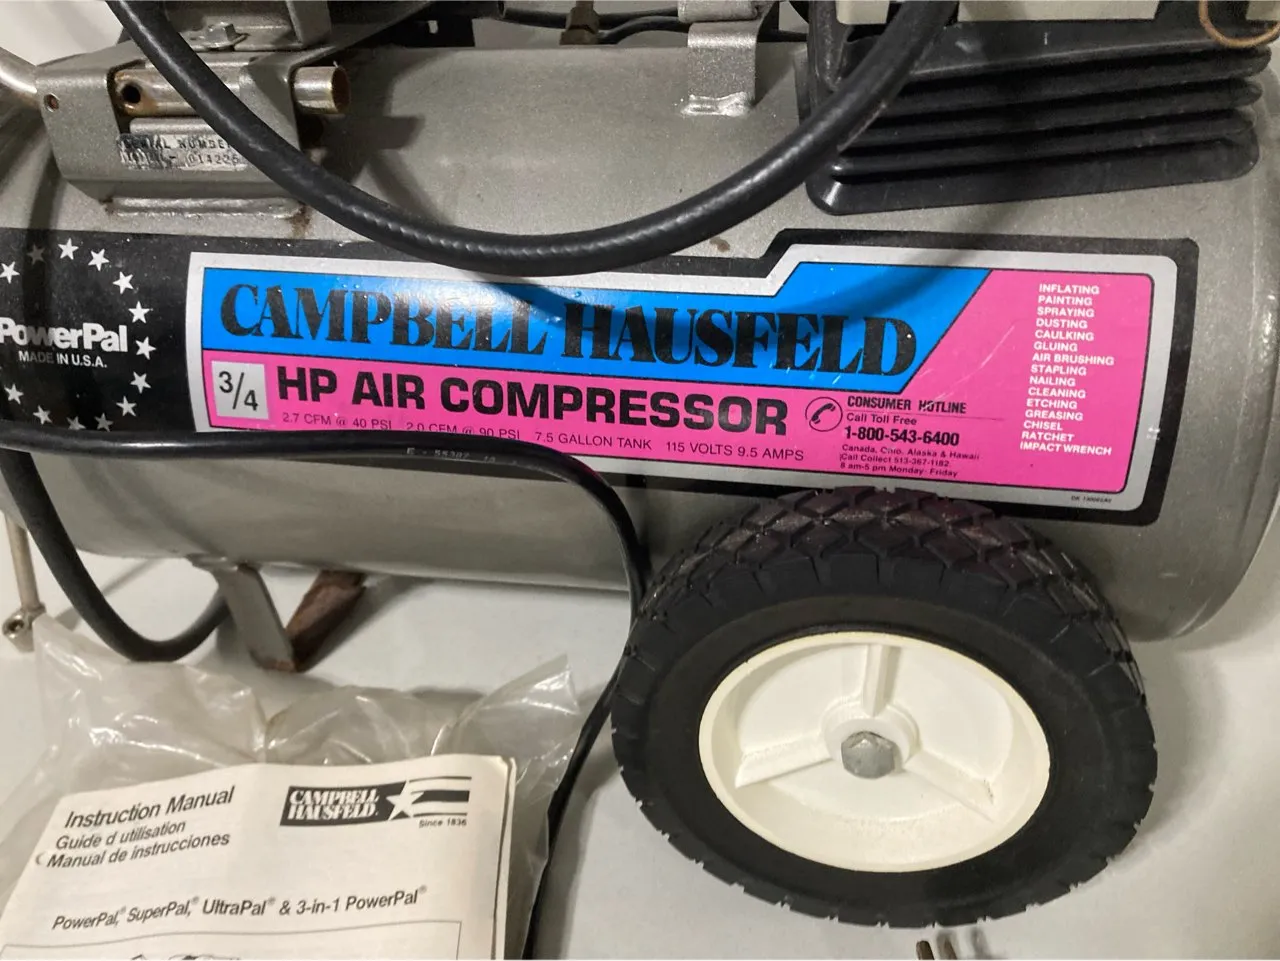 SERIAL NUMBER
014226
PowerPal
MADE IN U.S.A.
CAMPBELL HAUSFELD
3/4 HP AIR COMPRESSOR
2.7 CFM @ 40 PSI 2.0 CFM @ 90 PSI 7.5 GALLON TANK 115 VOLTS 9.5 AMPS
CONSUMER HOTLINE
Call Toll Free
1-800-543-6400
Canada, Alaska & Hawaii
Call Collect 513-367-1182
8 am-5 pm Monday-Friday
INFLATING
PAINTING
SPRAYING
DUSTING
CAULKING
GLUING
AIR BRUSHING
STAPLING
NAILING
CLEANING
ETCHING
GREASING
CHISEL
RATCHET
IMPACT WRENCH
Instruction Manual
Guide d utilisation
Manual de instrucciones
CAMPBELL
HAUSFELD
Since 1836
PowerPal,® SuperPal,® UltraPal® & 3-in-1 PowerPal®